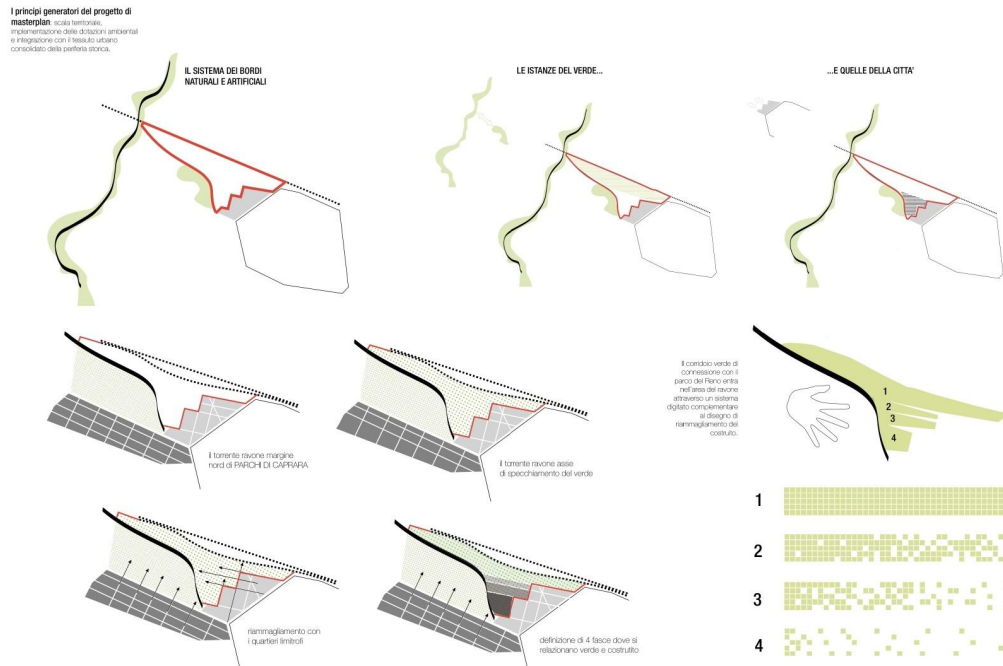 I principi generatori del progetto di
masterplan: scala territoriale,
implementazione delle dotazioni ambientali
e integrazione con il tessuto urbano
consolidato della periferia storica.
IL SISTEMA DEI BORDI
NATURALI E ARTIFICIALI
LE ISTANZE DEL VERDE...
...E QUELLE DELLA CITTA'
il torrente ravone margine
nord di PARCHI DI CAPRARA
il torrente ravone asse
di specchiamento del verde
Il corridoio verde di
connessione con il
parco del Reno entra
nell'area del ravone
attraverso un sistema
digitato complementare
al disegno di
riammagliamento del
costruito.
1
2
3
4
riammagliamento con
i quartieri limitrofi
definizione di 4 fasce dove si
relazionano verde e costrutito
1
2
3
4